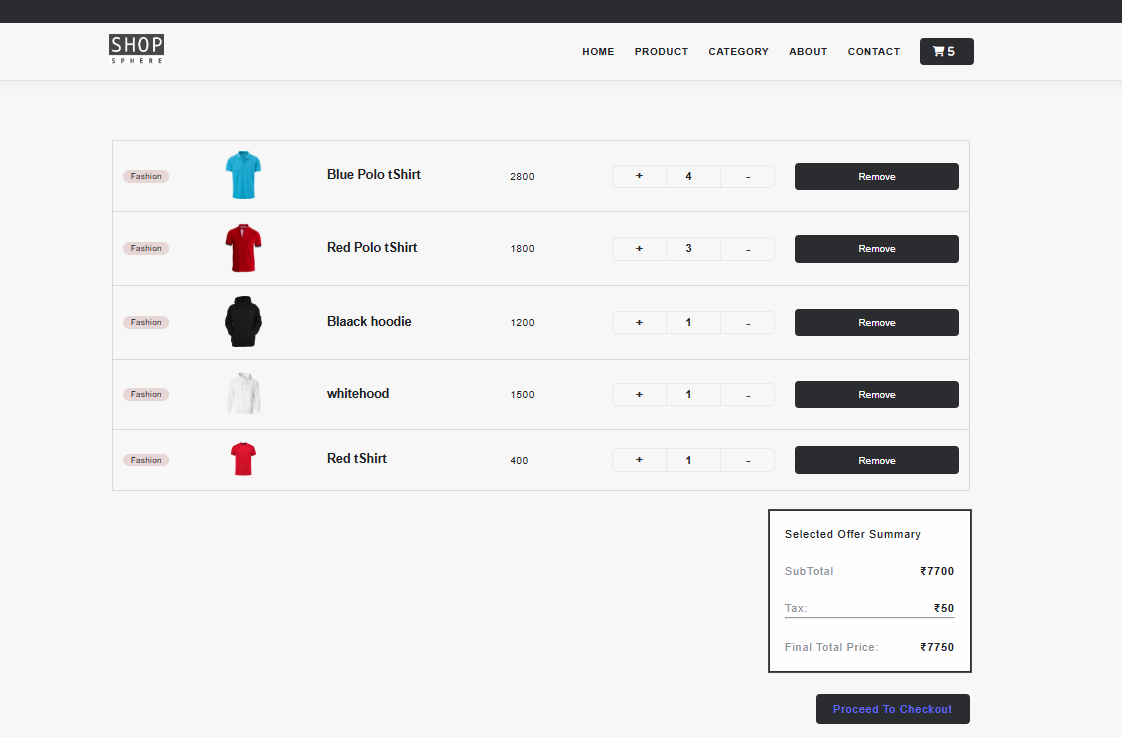 SHOP
SPHERE
HOME PRODUCT CATEGORY ABOUT CONTACT 5
Fashion Blue Polo tShirt 2800 + 4 - Remove
Fashion Red Polo tShirt 1800 + 3 - Remove
Fashion Blaack hoodie 1200 + 1 - Remove
Fashion whitehood 1500 + 1 - Remove
Fashion Red tShirt 400 + 1 - Remove
Selected Offer Summary
SubTotal ₹7700
Tax: ₹50
Final Total Price: ₹7750
Proceed To Checkout